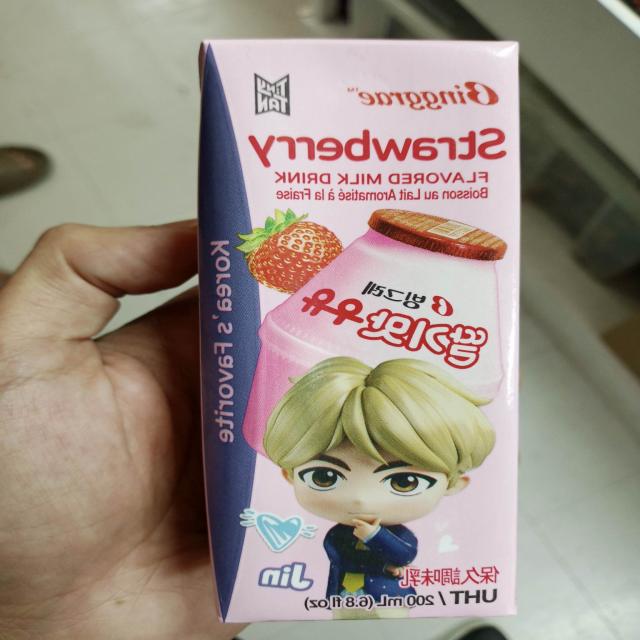 Binggrae™
TINY
TAN
Strawberry
FLAVORED MILK DRINK
Boisson au Lait Aromatisé à la Fraise
빙그레
딸기맛우유
Korea's Favorite
Jin
保久調味乳
UHT / 200 mL (6.8 fl oz)